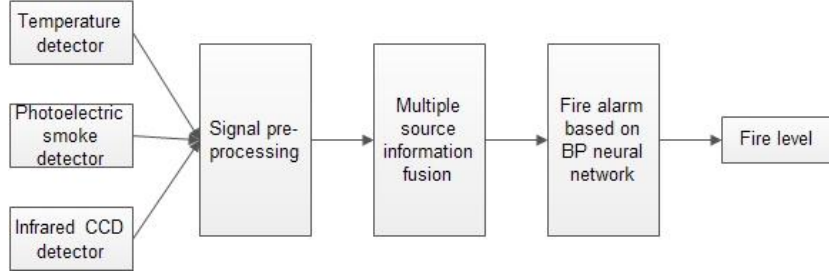 Temperature
detector
Photoelectric
smoke
detector
Infrared CCD
detector
Signal pre-
processing
Multiple
source
information
fusion
Fire alarm
based on
BP neural
network
Fire level